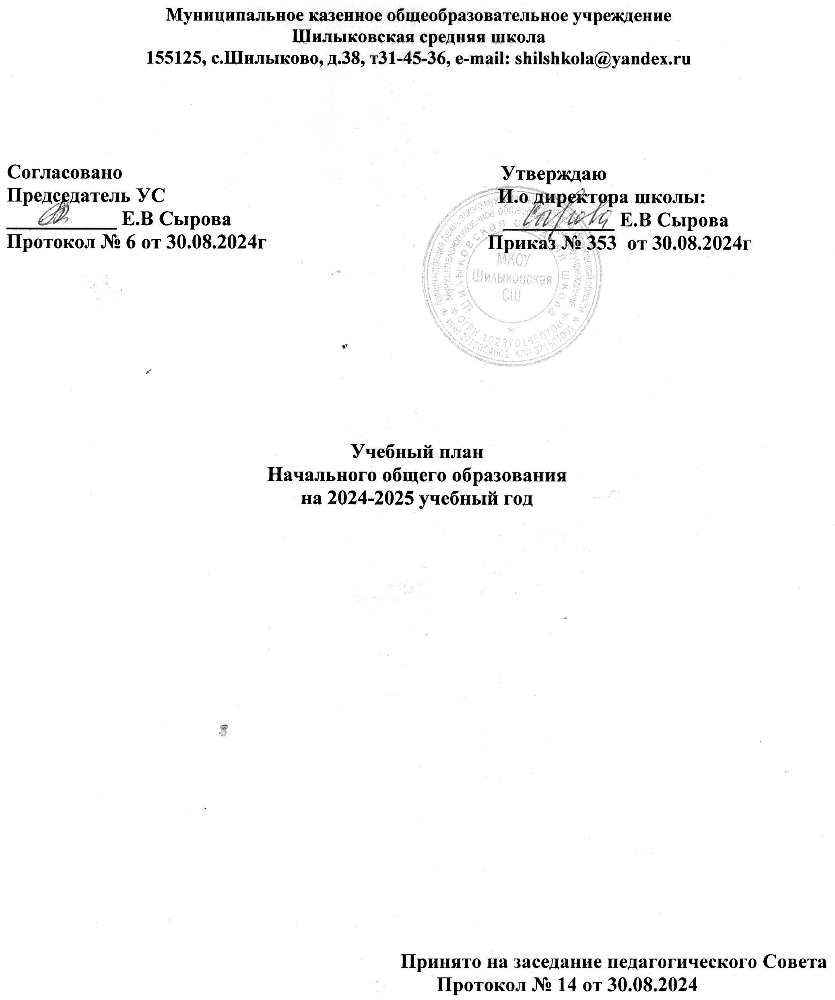 Муниципальное казенное общеобразовательное учреждение
Шилыковская средняя школа
155125, с.Шилыково, д.38, т31-45-36, e-mail: shilshkola@yandex.ru
Согласовано
Председатель УС
Е.В Сырова
Протокол № 6 от 30.08.2024г
Утверждаю
И.о директора школы:
Сырова Е.В Сырова
Приказ № 353 от 30.08.2024г
Администрация Лежневского муниципального района Ивановской области
Муниципальное казенное общеобразовательное учреждение
Шилыковская средняя школа
МКОУ
Шилыковская
СШ
ОГРН 1023701650708
ИНН 3715004601 КПП 371501001
Учебный план
Начального общего образования
на 2024-2025 учебный год
Принято на заседание педагогического Совета
Протокол № 14 от 30.08.2024